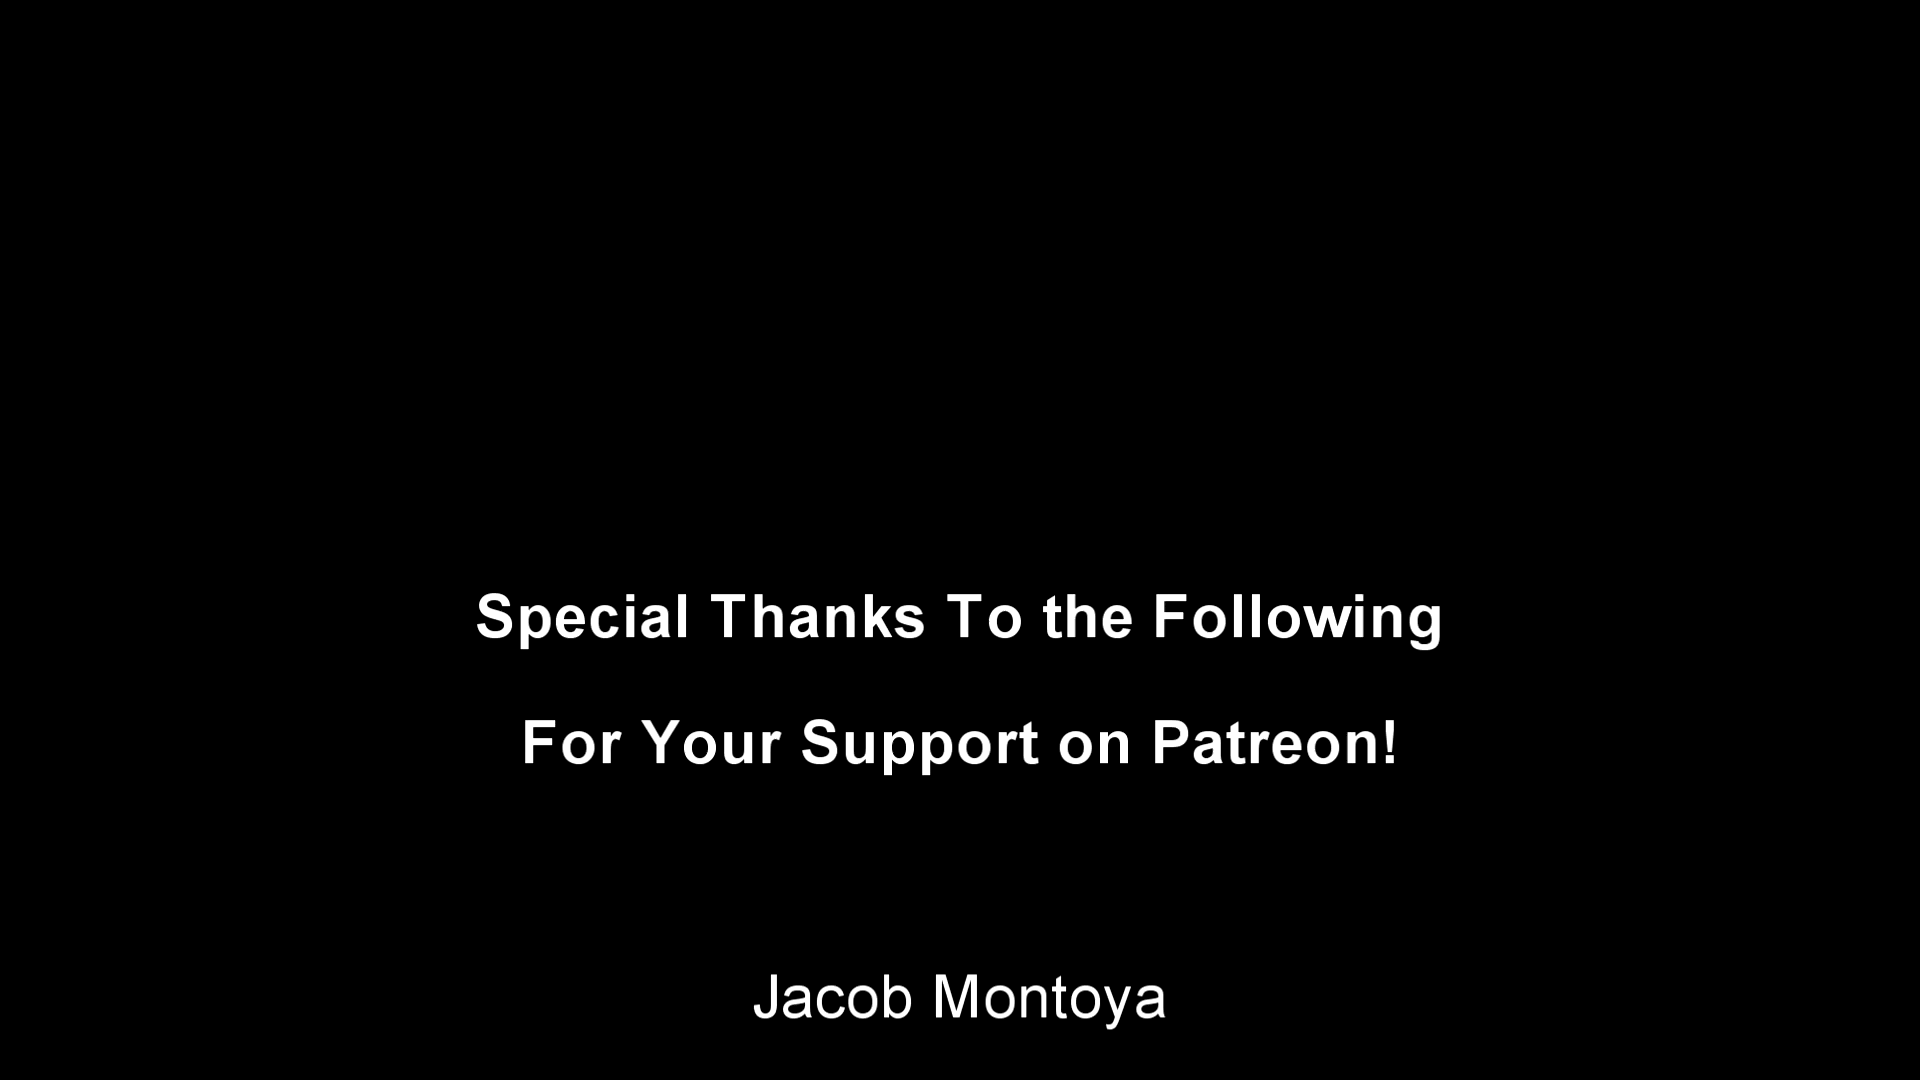 Special Thanks To the Following
For Your Support on Patreon!
Jacob Montoya